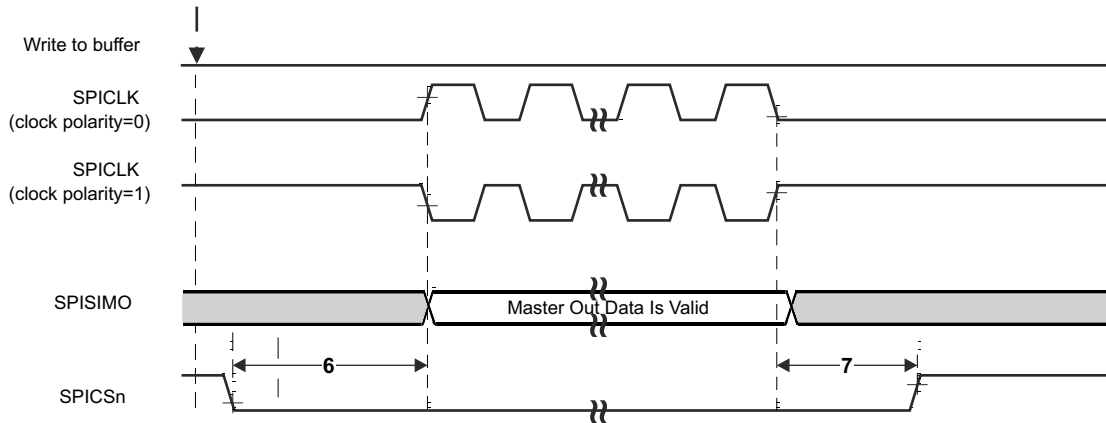 Write to buffer
SPICLK
(clock polarity=0)
SPICLK
(clock polarity=1)
SPISIMO
Master Out Data Is Valid
6
7
SPICSn